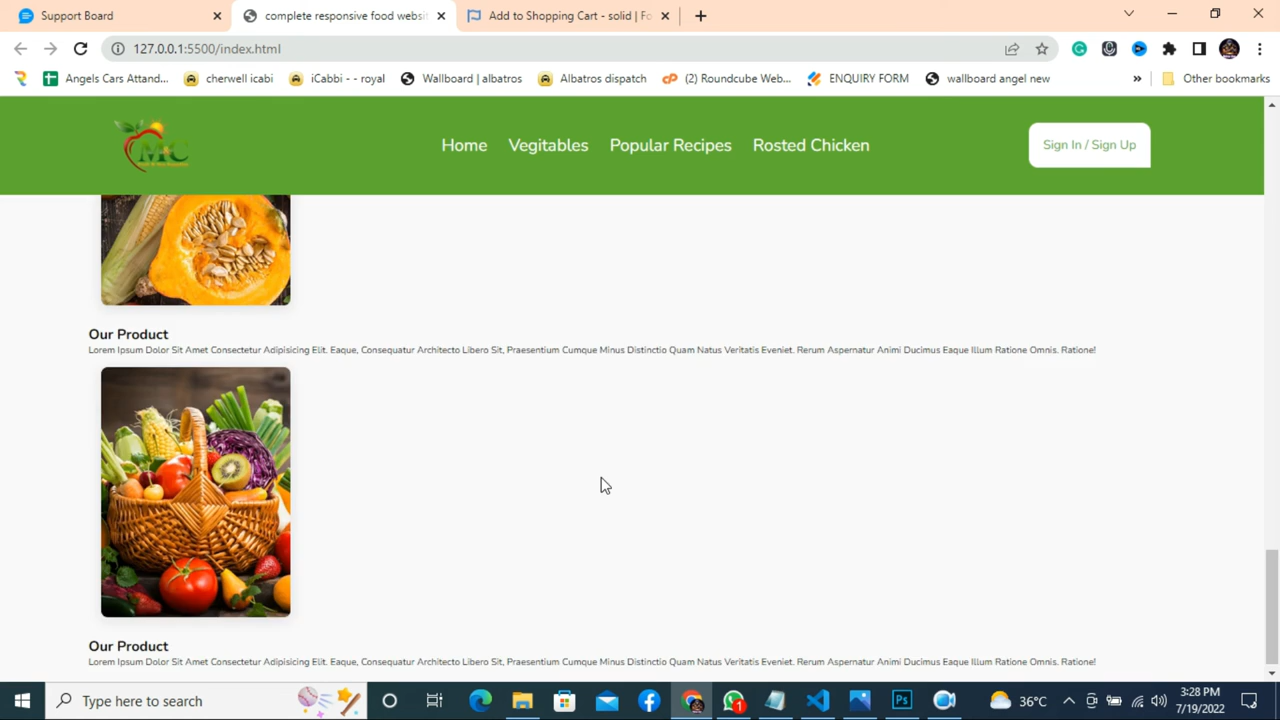 Support Board
complete responsive food websi
Add to Shopping Cart - solid | Fo
127.0.0.1:5500/index.html
Angels Cars Attand...
cherwell icabi
iCabbi - - royal
Wallboard | albatros
Albatros dispatch
(2) Roundcube Web...
ENQUIRY FORM
wallboard angel new
»
Other bookmarks
MC
Home
Vegitables
Popular Recipes
Rosted Chicken
Sign In / Sign Up
Our Product
Lorem Ipsum Dolor Sit Amet Consectetur Adipisicing Elit. Eaque, Consequatur Architecto Libero Sit, Praesentium Cumque Minus Distinctio Quam Natus Veritatis Eveniet. Rerum Aspernatur Animi Ducimus Eaque Illum Ratione Omnis. Ratione!
Our Product
Lorem Ipsum Dolor Sit Amet Consectetur Adipisicing Elit. Eaque, Consequatur Architecto Libero Sit, Praesentium Cumque Minus Distinctio Quam Natus Veritatis Eveniet. Rerum Aspernatur Animi Ducimus Eaque Illum Ratione Omnis. Ratione!
Type here to search
1
Ps
36°C
3:28 PM
7/19/2022